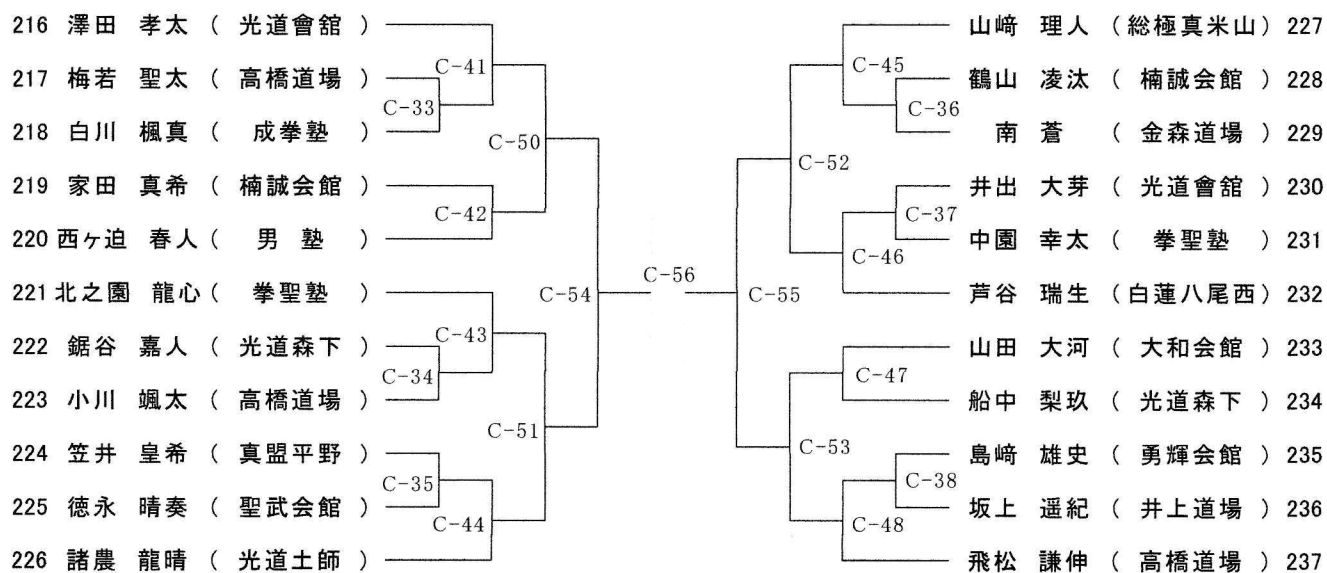 216 澤田 孝太 ( 光道會舘 )
217 梅若 聖太 ( 高橋道場 )
218 白川 楓真 ( 成拳塾 )
219 家田 真希 ( 楠誠会館 )
220 西ヶ迫 春人 ( 男 塾 )
221 北之園 龍心 ( 拳聖塾 )
222 鋸谷 嘉人 ( 光道森下 )
223 小川 颯太 ( 高橋道場 )
224 笠井 皇希 ( 真盟平野 )
225 徳永 晴奏 ( 聖武会館 )
226 諸農 龍晴 ( 光道土師 )
C-33
C-34
C-35
C-41
C-42
C-43
C-44
C-50
C-51
C-54
C-56
C-55
C-52
C-53
C-45
C-46
C-47
C-48
C-36
C-37
C-38
山﨑 理人 (総極真米山) 227
鶴山 凌汰 ( 楠誠会館 ) 228
南 蒼 ( 金森道場 ) 229
井出 大芽 ( 光道會舘 ) 230
中園 幸太 ( 拳聖塾 ) 231
芦谷 瑞生 (白蓮八尾西) 232
山田 大河 ( 大和会館 ) 233
船中 梨玖 ( 光道森下 ) 234
島﨑 雄史 ( 勇輝会館 ) 235
坂上 遥紀 ( 井上道場 ) 236
飛松 謙伸 ( 高橋道場 ) 237